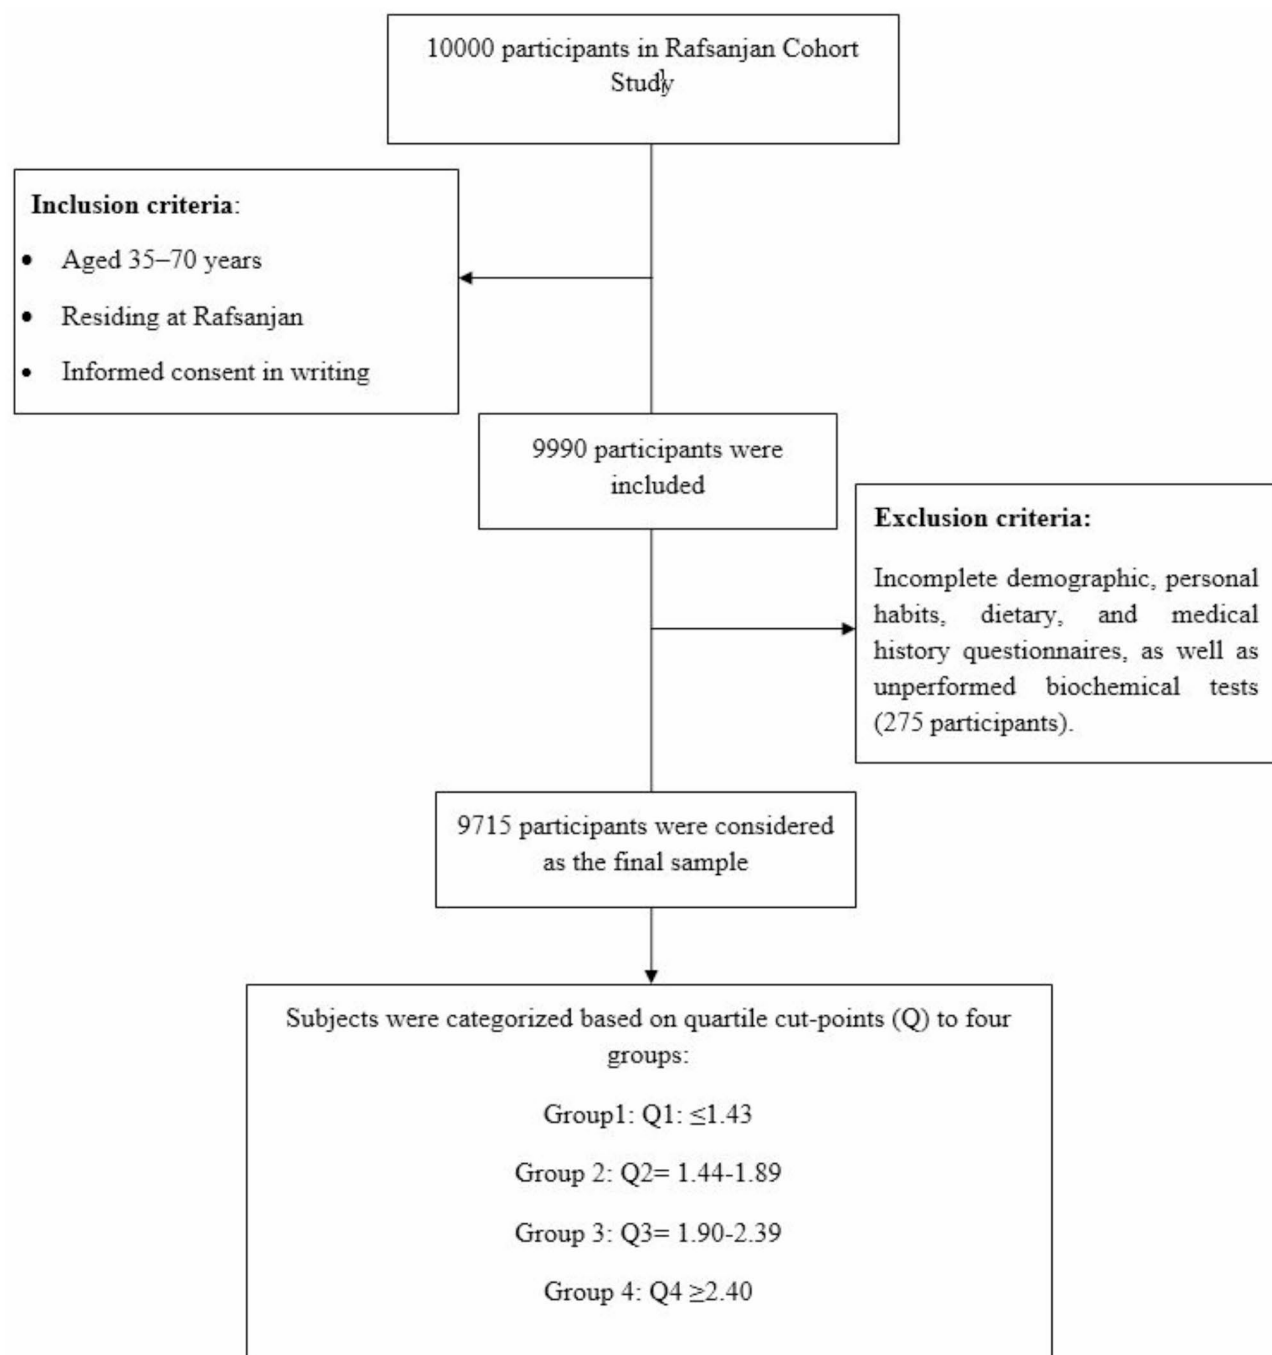 10000 participants in Rafsanjan Cohort
Study
Inclusion criteria:
• Aged 35–70 years
• Residing at Rafsanjan
• Informed consent in writing
9990 participants were
included
Exclusion criteria:
Incomplete demographic, personal
habits, dietary, and medical
history questionnaires, as well as
unperformed biochemical tests
(275 participants).
9715 participants were considered
as the final sample
Subjects were categorized based on quartile cut-points (Q) to four
groups:
Group1: Q1: ≤1.43
Group 2: Q2= 1.44-1.89
Group 3: Q3= 1.90-2.39
Group 4: Q4 ≥2.40